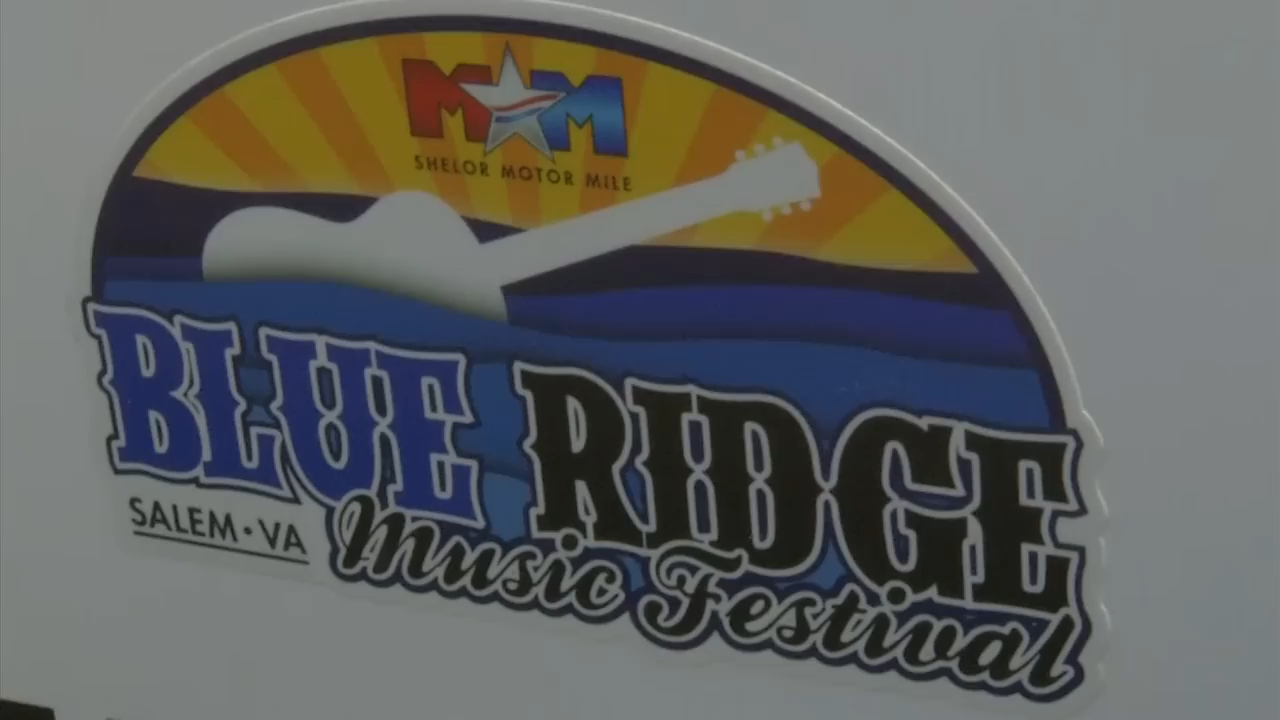 MM
SHELOR MOTOR MILE
BLUE RIDGE
SALEM • VA
Music Festival